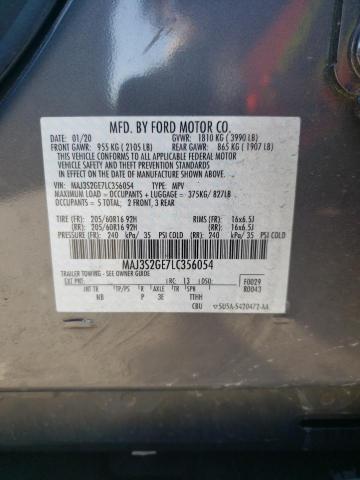 MFD. BY FORD MOTOR CO.
DATE: 01/20 GVWR: 1810 KG ( 3990 LB)
FRONT GAWR: 955 KG ( 2105 LB) REAR GAWR: 865 KG ( 1907 LB)
THIS VEHICLE CONFORMS TO ALL APPLICABLE FEDERAL MOTOR
VEHICLE SAFETY AND THEFT PREVENTION STANDARDS IN EFFECT
ON THE DATE OF MANUFACTURE SHOWN ABOVE.
VIN: MAJ3S2GE7LC356054 TYPE: MPV
MAXIMUM LOAD = OCCUPANTS + LUGGAGE = 375KG/ 827LB
OCCUPANTS = 5 TOTAL: 2 FRONT, 3 REAR
TIRE (FR): 205/60R16 92H RIMS (FR): 16x6.5J
(RR): 205/60R16 92H (RR): 16x6.5J
PRESSURE (FR): 240 kPa/ 35 PSI COLD (RR): 240 kPa/ 35 PSI COLD
MAJ3S2GE7LC356054
TRAILER TOWING - SEE OWNER GUIDE
EXT PNT: RC: 13 DSO: F0029
INT TR TP/PS R AXLE TR R0043
NB P 3E TTHH
CBU 5U5A-5420472-AA